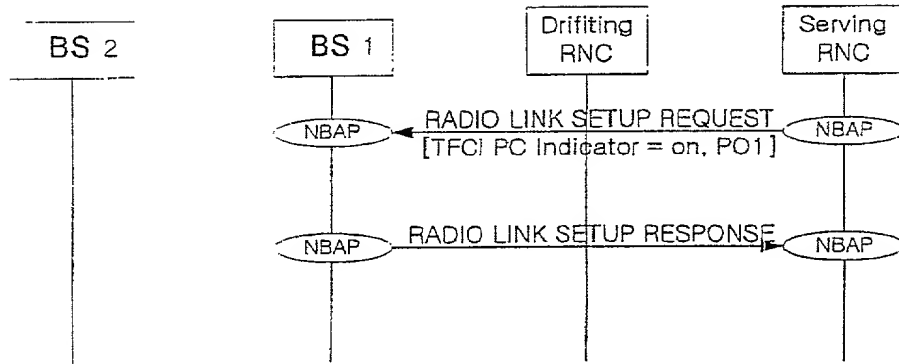 BS 2
BS 1
Drifiting
RNC
Serving
RNC
NBAP
RADIO LINK SETUP REQUEST
[TFCI PC Indicator = on, PO1]
NBAP
NBAP
RADIO LINK SETUP RESPONSE
NBAP